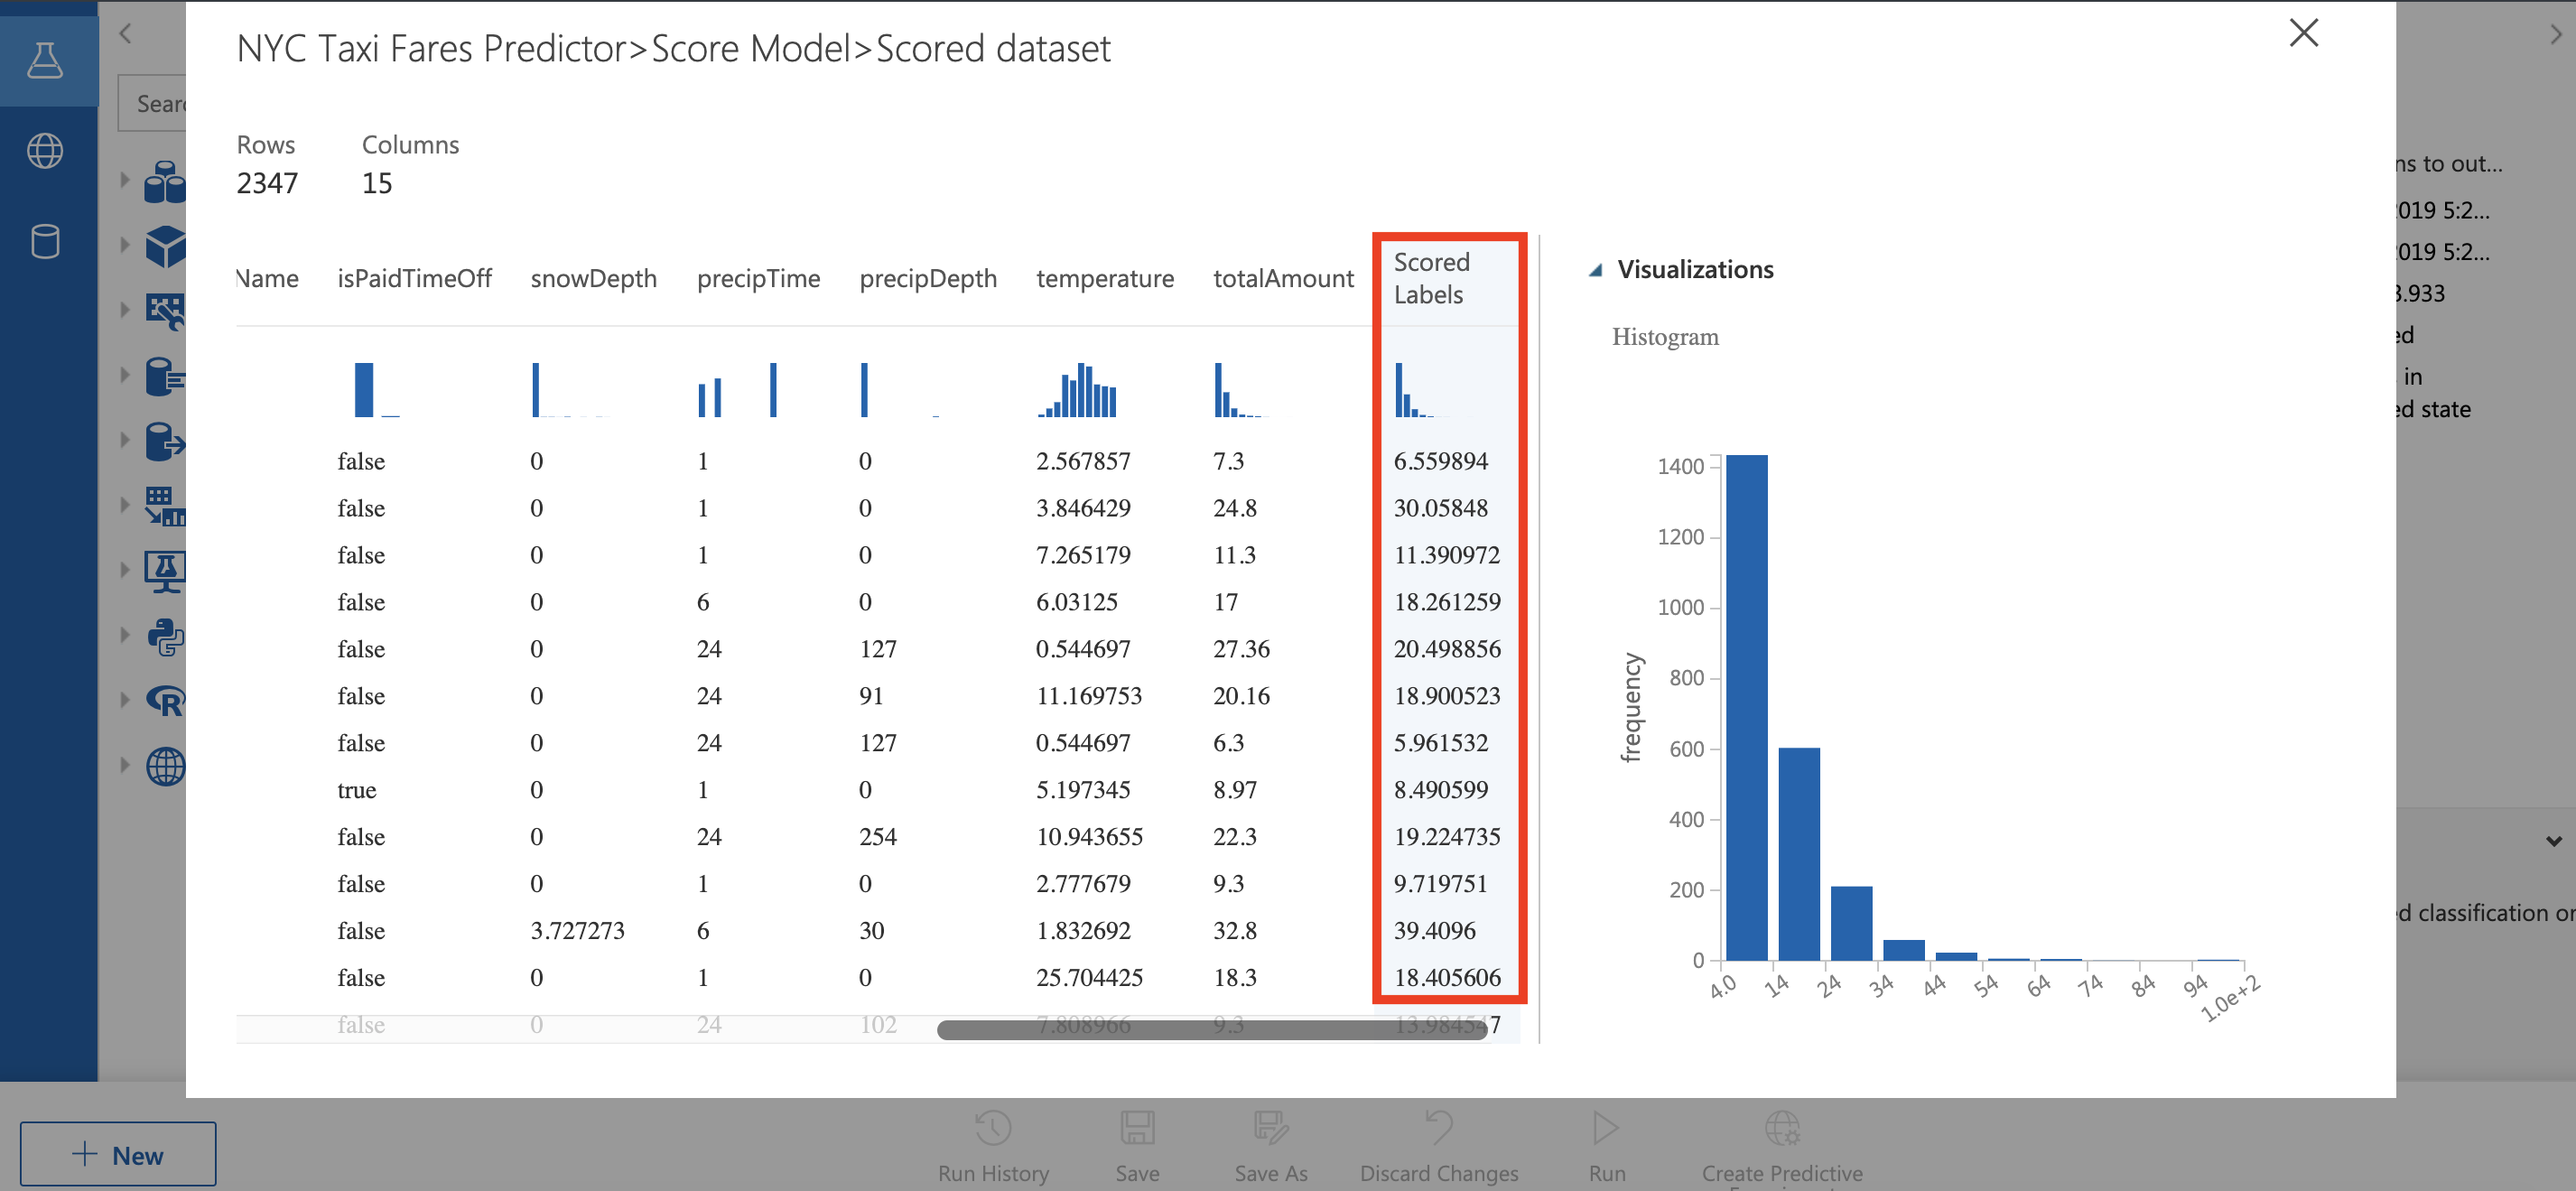 NYC Taxi Fares Predictor>Score Model>Scored dataset
Rows Columns
2347 15
Name isPaidTimeOff snowDepth precipTime precipDepth temperature totalAmount Scored Labels
false 0 1 0 2.567857 7.3 6.559894
false 0 1 0 3.846429 24.8 30.05848
false 0 1 0 7.265179 11.3 11.390972
false 0 6 0 6.03125 17 18.261259
false 0 24 127 0.544697 27.36 20.498856
false 0 24 91 11.169753 20.16 18.900523
false 0 24 127 0.544697 6.3 5.961532
true 0 1 0 5.197345 8.97 8.490599
false 0 24 254 10.943655 22.3 19.224735
false 0 1 0 2.777679 9.3 9.719751
false 3.727273 6 30 1.832692 32.8 39.4096
false 0 1 0 25.704425 18.3 18.405606
false 0 24 102 7.808966 9.3 13.984547
Visualizations
Histogram
frequency
1400
1200
1000
800
600
400
200
0
4.0 14 24 34 44 54 64 74 84 94 1.0e+2
Sear
ns to out...
2019 5:2...
2019 5:2...
3.933
ed
in
ed state
ed classification or
New
Run History Save Save As Discard Changes Run Create Predictive